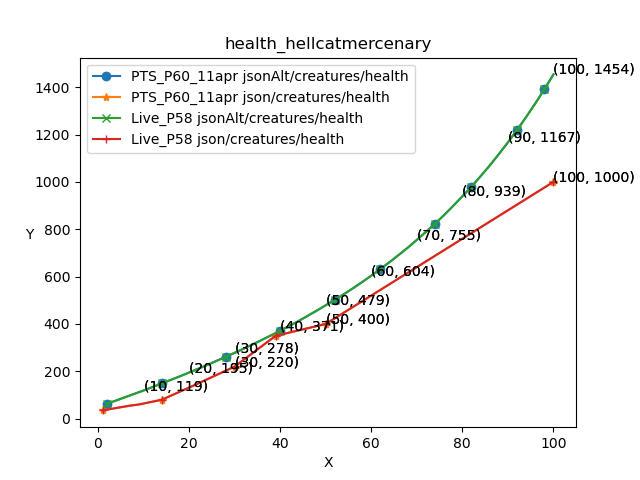 health_hellcatmercenary
PTS_P60_11apr jsonAlt/creatures/health
PTS_P60_11apr json/creatures/health
Live_P58 jsonAlt/creatures/health
Live_P58 json/creatures/health
(100, 1454)
(90, 1167)
(100, 1000)
(80, 939)
(70, 755)
(60, 604)
(50, 479)
(50, 400)
(40, 371)
(30, 278)
(30, 220)
(20, 195)
(10, 119)
Y
1400
1200
1000
800
600
400
200
0
0 20 40 60 80 100
X